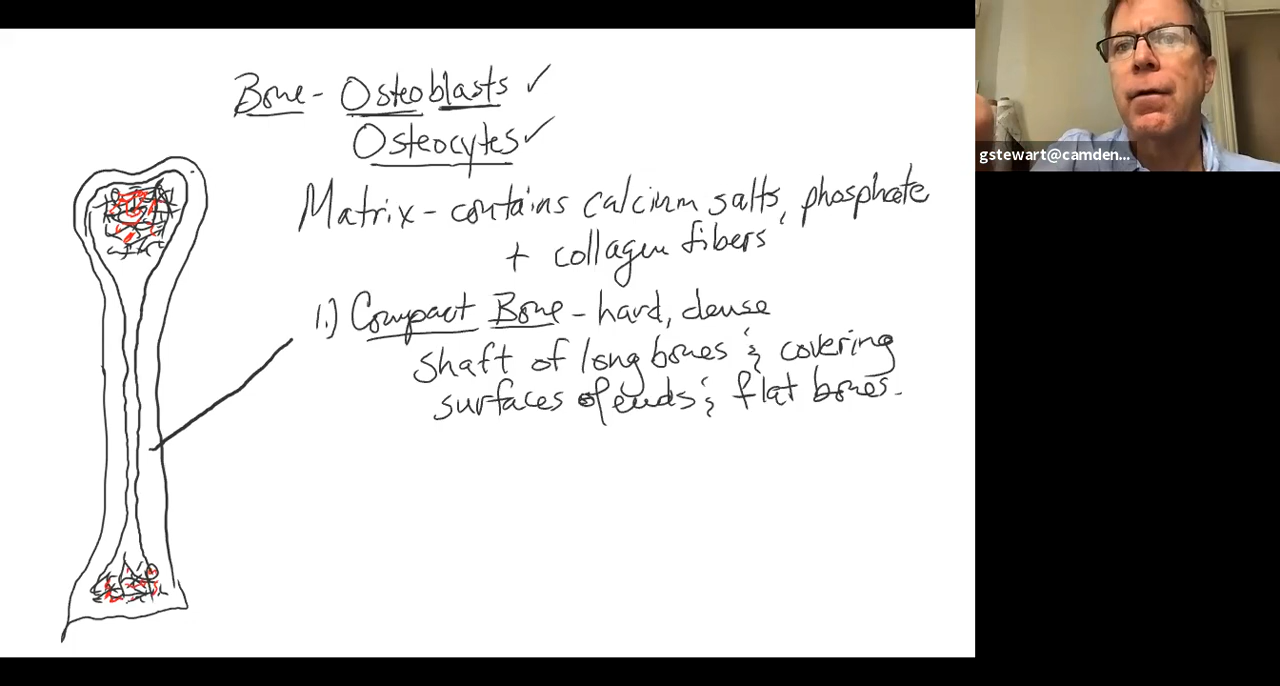 Bone - Osteoblasts ✓
Osteocytes ✓
Matrix - contains calcium salts, phosphate
+ collagen fibers
1.) Compact Bone - hard, dense
shaft of long bones & covering
surfaces of ends & flat bones.
gstewart@camden...